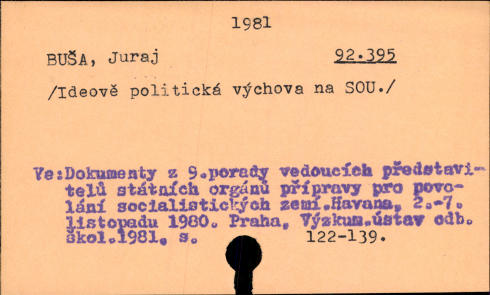 1981
BUŠA, Juraj 92.395
/Ideově politická výchova na SOU./
Ve:Dokumenty z 9.porady vedoucích představi-
telů státních orgánů přípravy pro povo-
lání socialistických zemí.Havana, 2.-7.
listopadu 1980. Praha, Výzkum.ústav odb.
škol.1981. s. 122-139.